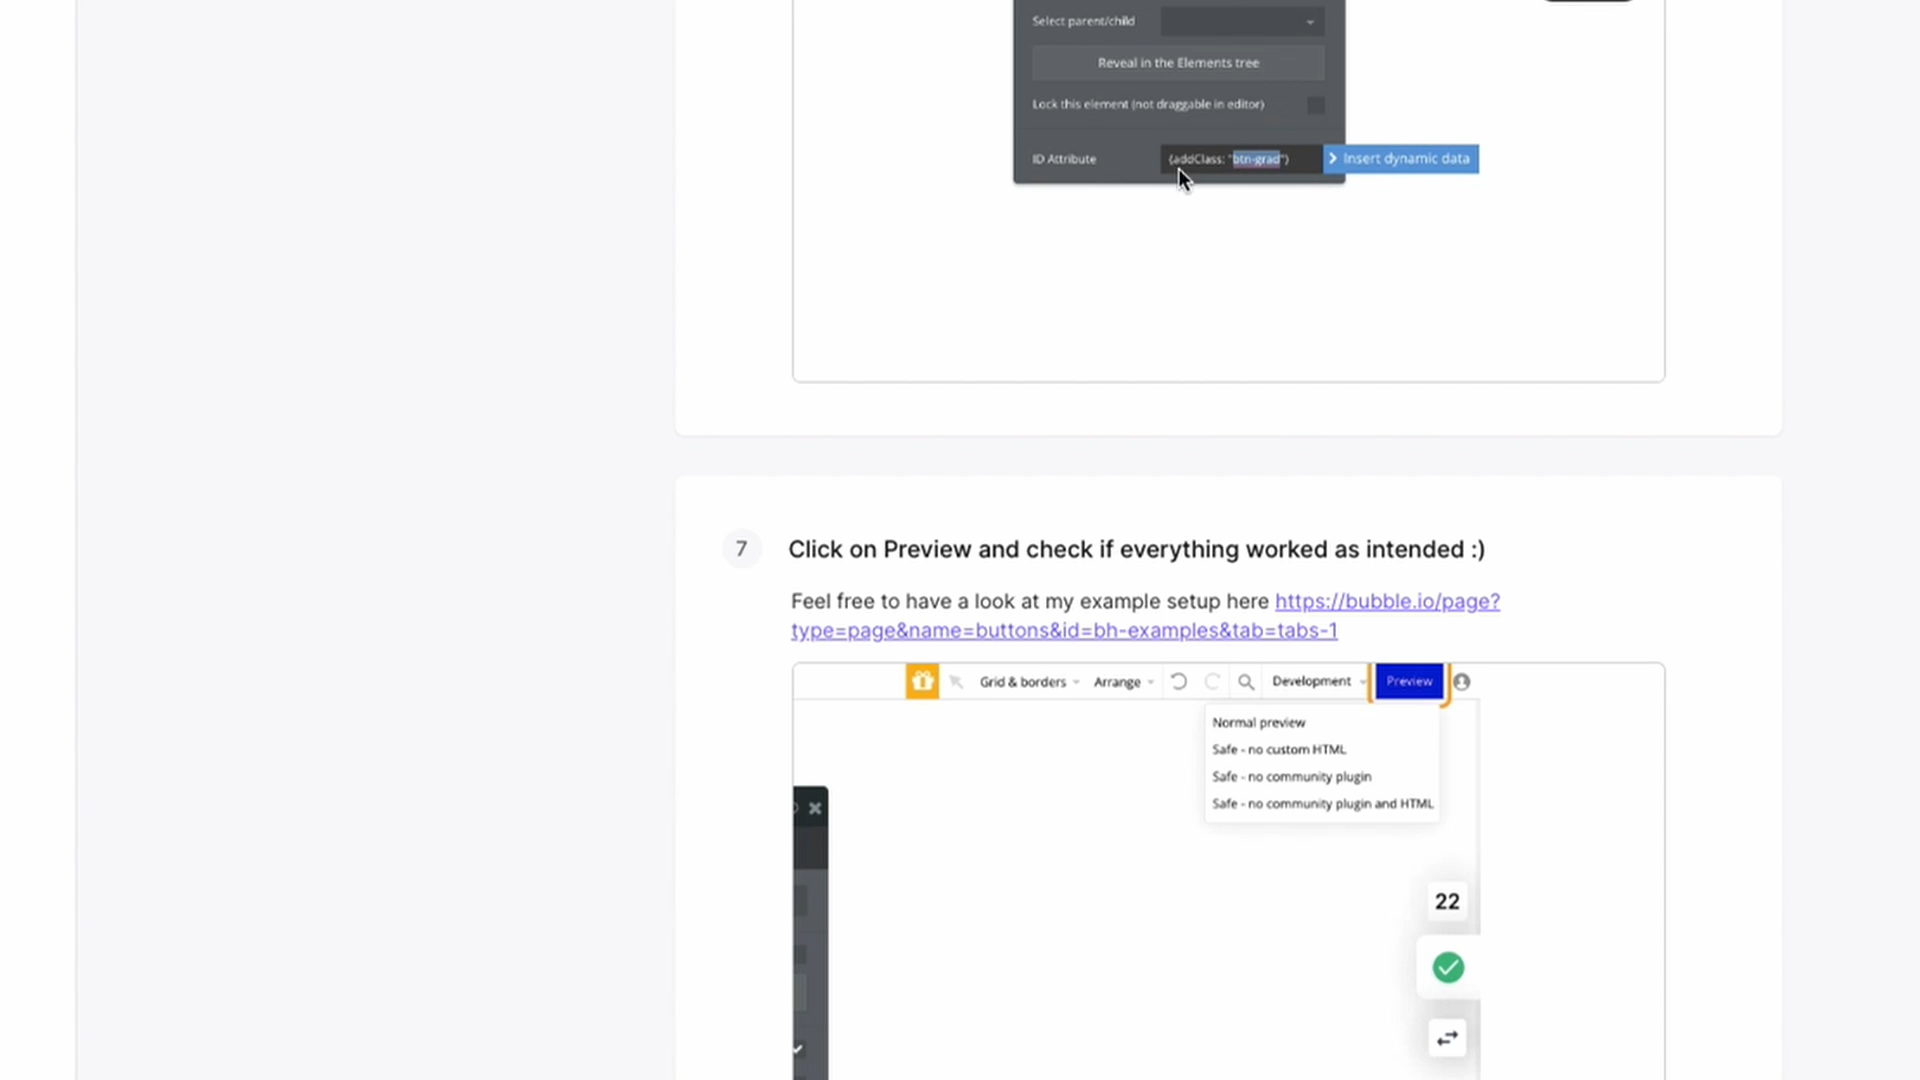 Select parent/child
Reveal in the Elements tree
Lock this element (not draggable in editor)
ID Attribute
{addClass: "btn-grad"}
Insert dynamic data
7
Click on Preview and check if everything worked as intended :)
Feel free to have a look at my example setup here https://bubble.io/page?
type=page&name=buttons&id=bh-examples&tab=tabs-1
Grid & borders
Arrange
Development
Preview
Normal preview
Safe - no custom HTML
Safe - no community plugin
Safe - no community plugin and HTML
22